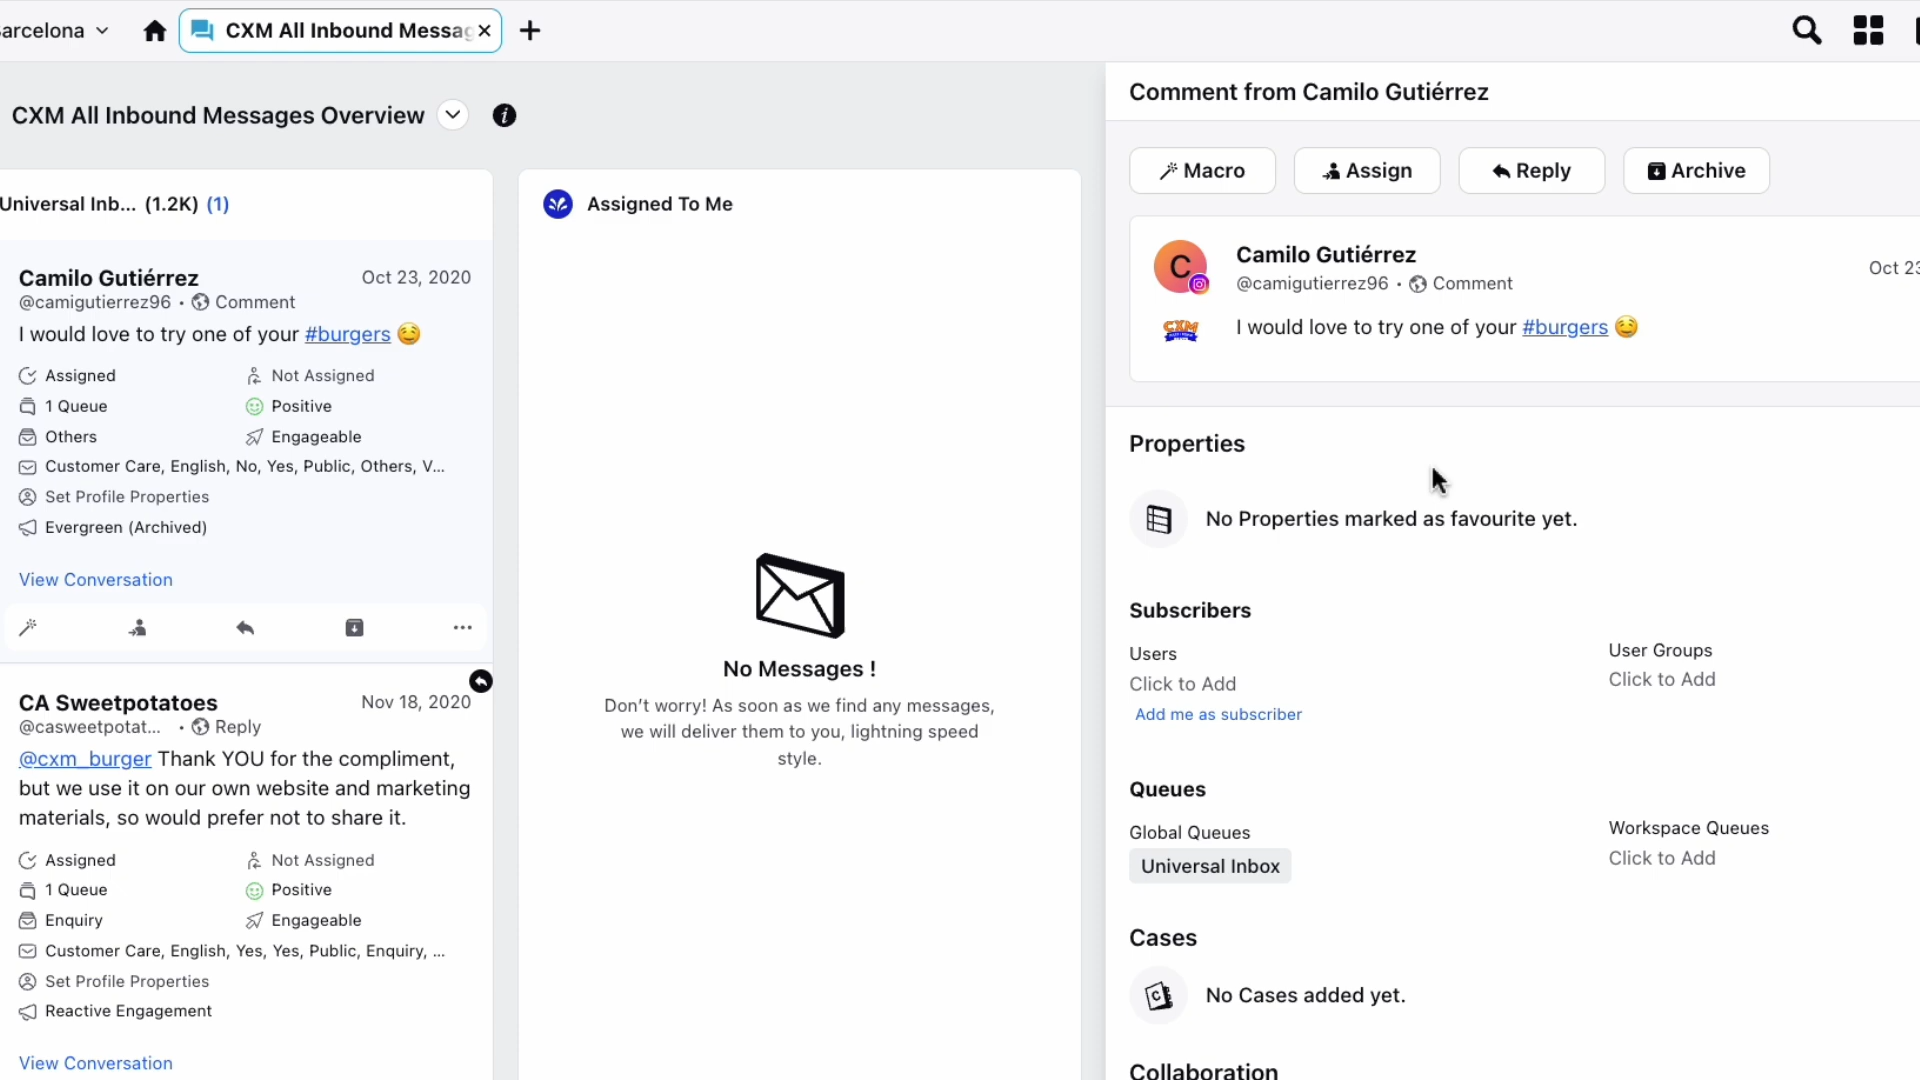 arcelona
CXM All Inbound Messag
CXM All Inbound Messages Overview
Universal Inb... (1.2K) (1)
Camilo Gutiérrez
Oct 23, 2020
@camigutierrez96 • Comment
I would love to try one of your #burgers 🤤
Assigned
Not Assigned
1 Queue
Positive
Others
Engageable
Customer Care, English, No, Yes, Public, Others, V...
Set Profile Properties
Evergreen (Archived)
View Conversation
CA Sweetpotatoes
Nov 18, 2020
@casweetpotat... • Reply
@cxm_burger Thank YOU for the compliment,
but we use it on our own website and marketing
materials, so would prefer not to share it.
Assigned
Not Assigned
1 Queue
Positive
Enquiry
Engageable
Customer Care, English, Yes, Yes, Public, Enquiry, ...
Set Profile Properties
Reactive Engagement
View Conversation
Assigned To Me
No Messages !
Don't worry! As soon as we find any messages,
we will deliver them to you, lightning speed
style.
Comment from Camilo Gutiérrez
Macro
Assign
Reply
Archive
C
Camilo Gutiérrez
Oct 23
@camigutierrez96 • Comment
CXM
I would love to try one of your #burgers 🤤
Properties
No Properties marked as favourite yet.
Subscribers
Users
Click to Add
Add me as subscriber
User Groups
Click to Add
Queues
Global Queues
Universal Inbox
Workspace Queues
Click to Add
Cases
No Cases added yet.
Collaboration